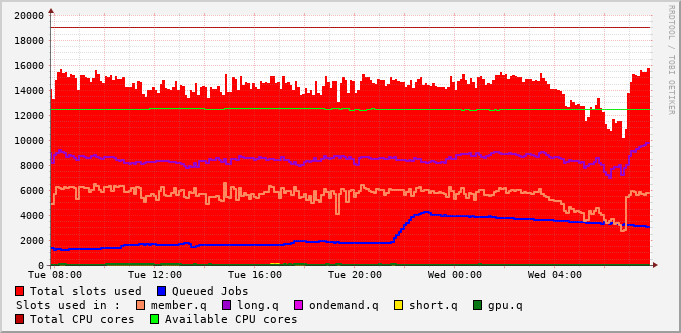 RRDTOOL / TOBI OETIKER
20000
18000
16000
14000
12000
10000
8000
6000
4000
2000
0
Tue 08:00 Tue 12:00 Tue 16:00 Tue 20:00 Wed 00:00 Wed 04:00
Total slots used Queued Jobs
Slots used in : member.q long.q ondemand.q short.q gpu.q
Total CPU cores Available CPU cores